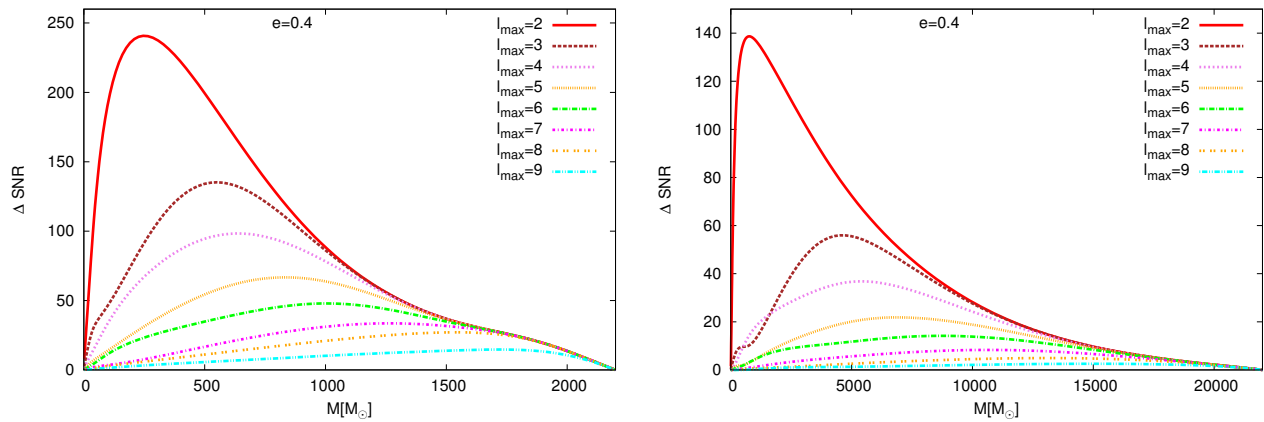 e=0.4
l_max=2
l_max=3
l_max=4
l_max=5
l_max=6
l_max=7
l_max=8
l_max=9
250
200
150
100
50
0
Δ SNR
0 500 1000 1500 2000
M[M☉]
e=0.4
l_max=2
l_max=3
l_max=4
l_max=5
l_max=6
l_max=7
l_max=8
l_max=9
140
120
100
80
60
40
20
0
Δ SNR
0 5000 10000 15000 20000
M[M☉]